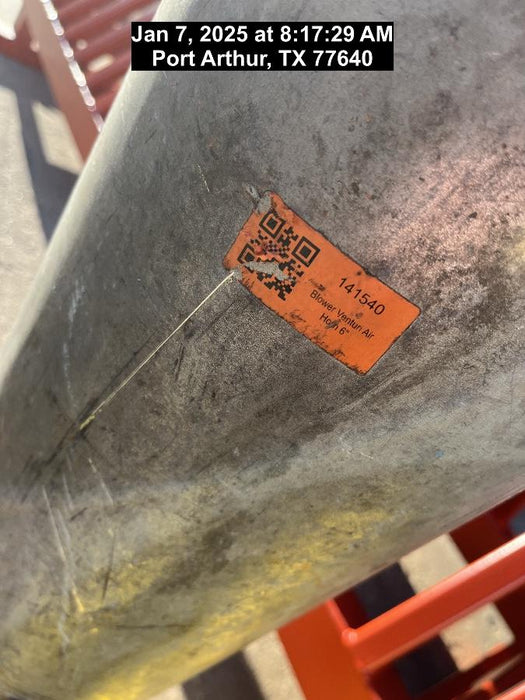 Jan 7, 2025 at 8:17:29 AM
Port Arthur, TX 77640
141540
Blower Venturi Air
Horn 6"